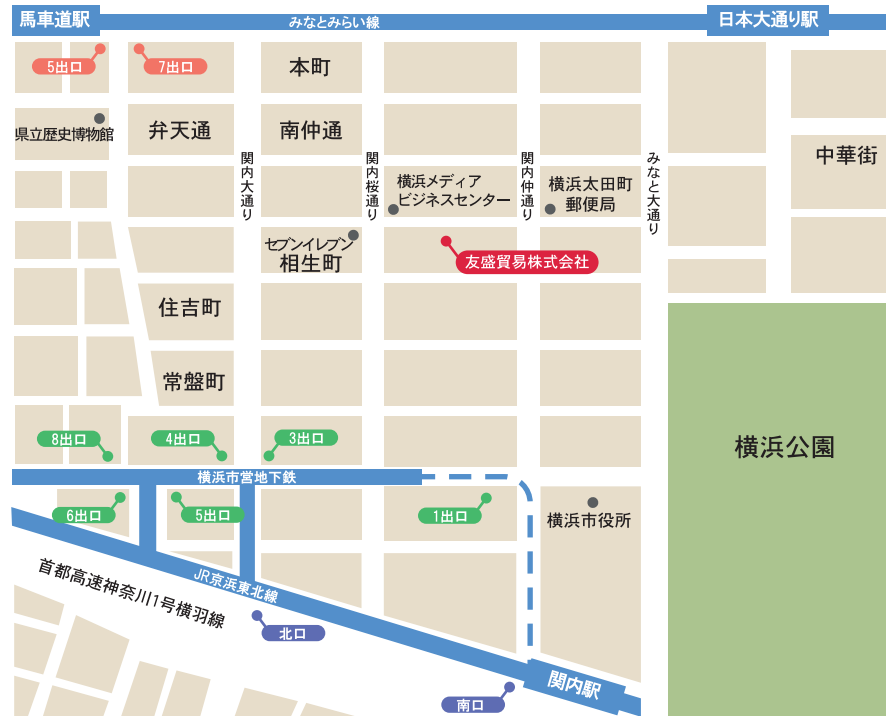 馬車道駅
みなとみらい線
日本大通り駅
5出口
7出口
本町
県立歴史博物館
弁天通
南仲通
中華街
関内大通り
関内桜通り
関内仲通り
みなと大通り
横浜メディア
ビジネスセンター
横浜太田町
郵便局
セブンイレブン
相生町
友盛貿易株式会社
住吉町
常盤町
横浜公園
8出口
4出口
3出口
横浜市営地下鉄
6出口
5出口
1出口
横浜市役所
JR京浜東北線
首都高速神奈川1号横羽線
北口
関内駅
南口